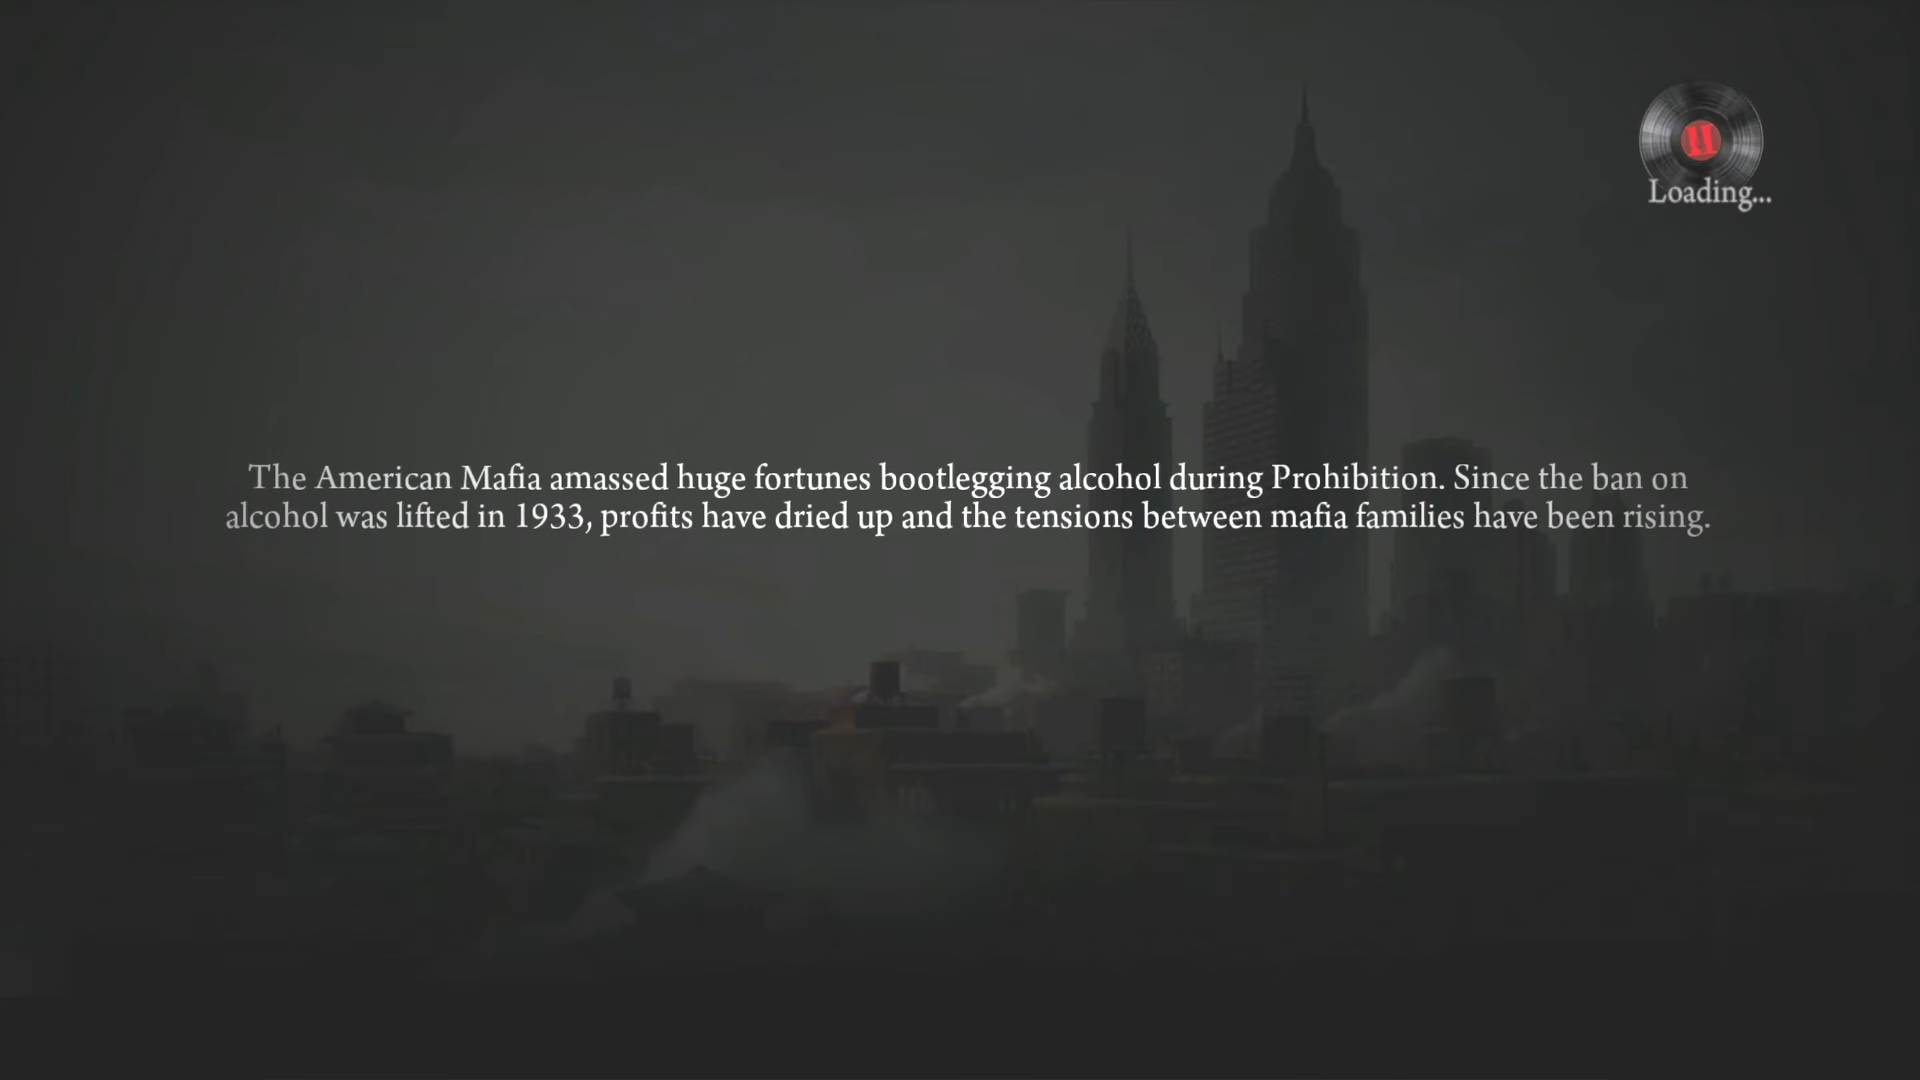 Loading...
The American Mafia amassed huge fortunes bootlegging alcohol during Prohibition. Since the ban on
alcohol was lifted in 1933, profits have dried up and the tensions between mafia families have been rising.